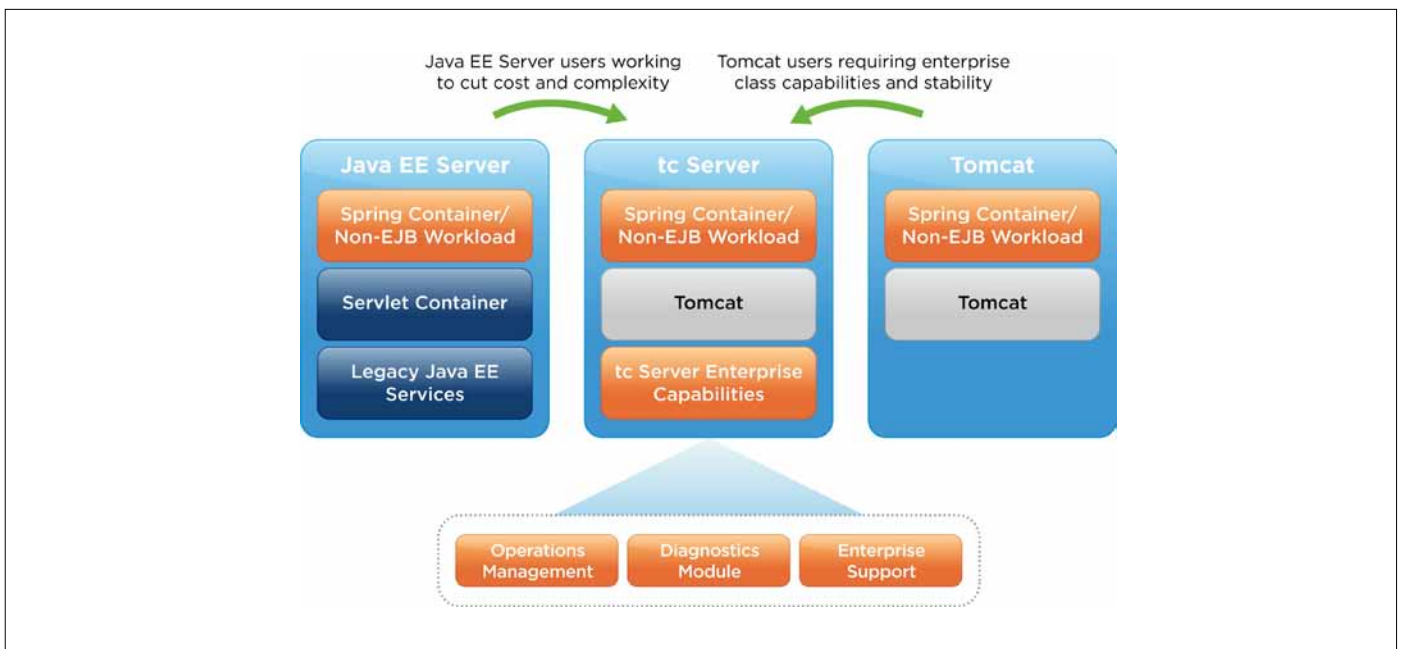 Java EE Server users working
to cut cost and complexity
Tomcat users requiring enterprise
class capabilities and stability
Java EE Server
Spring Container/
Non-EJB Workload
Servlet Container
Legacy Java EE
Services
tc Server
Spring Container/
Non-EJB Workload
Tomcat
tc Server Enterprise
Capabilities
Tomcat
Spring Container/
Non-EJB Workload
Tomcat
Operations
Management
Diagnostics
Module
Enterprise
Support